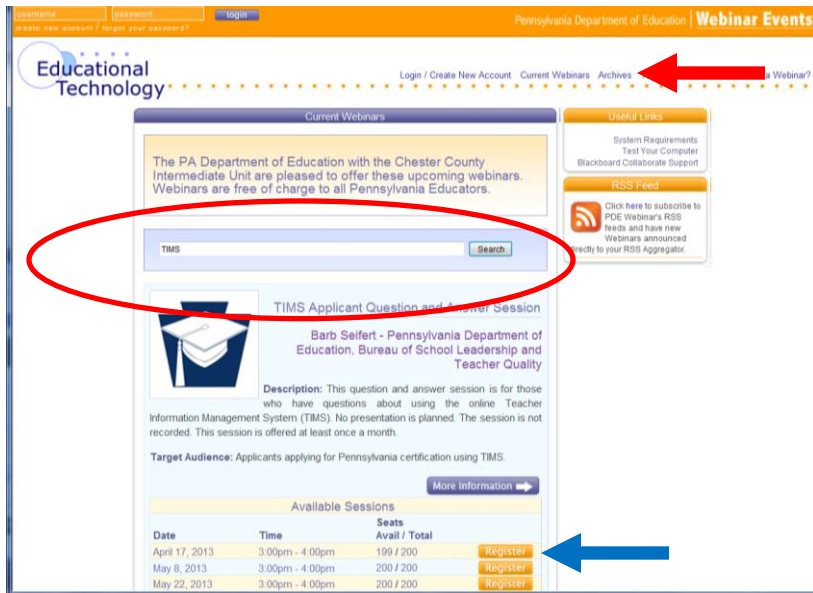 username password login
create new account / forgot your password?
Pennsylvania Department of Education Webinar Events
Educational
Technology
Login / Create New Account Current Webinars Archives a Webinar?
Current Webinars
The PA Department of Education with the Chester County
Intermediate Unit are pleased to offer these upcoming webinars.
Webinars are free of charge to all Pennsylvania Educators.
TIMS Search
TIMS Applicant Question and Answer Session
Barb Seifert - Pennsylvania Department of
Education, Bureau of School Leadership and
Teacher Quality
Description: This question and answer session is for those
who have questions about using the online Teacher
Information Management System (TIMS). No presentation is planned. The session is not
recorded. This session is offered at least once a month.
Target Audience: Applicants applying for Pennsylvania certification using TIMS.
More Information
Available Sessions
Seats
Date Time Avail / Total
April 17, 2013 3:00pm - 4:00pm 199 / 200 Register
May 8, 2013 3:00pm - 4:00pm 200 / 200 Register
May 22, 2013 3:00pm - 4:00pm 200 / 200 Register
Useful Links
System Requirements
Test Your Computer
Blackboard Collaborate Support
RSS Feed
Click here to subscribe to
PDE Webinar's RSS
feeds and have new
Webinars announced
directly to your RSS Aggregator.